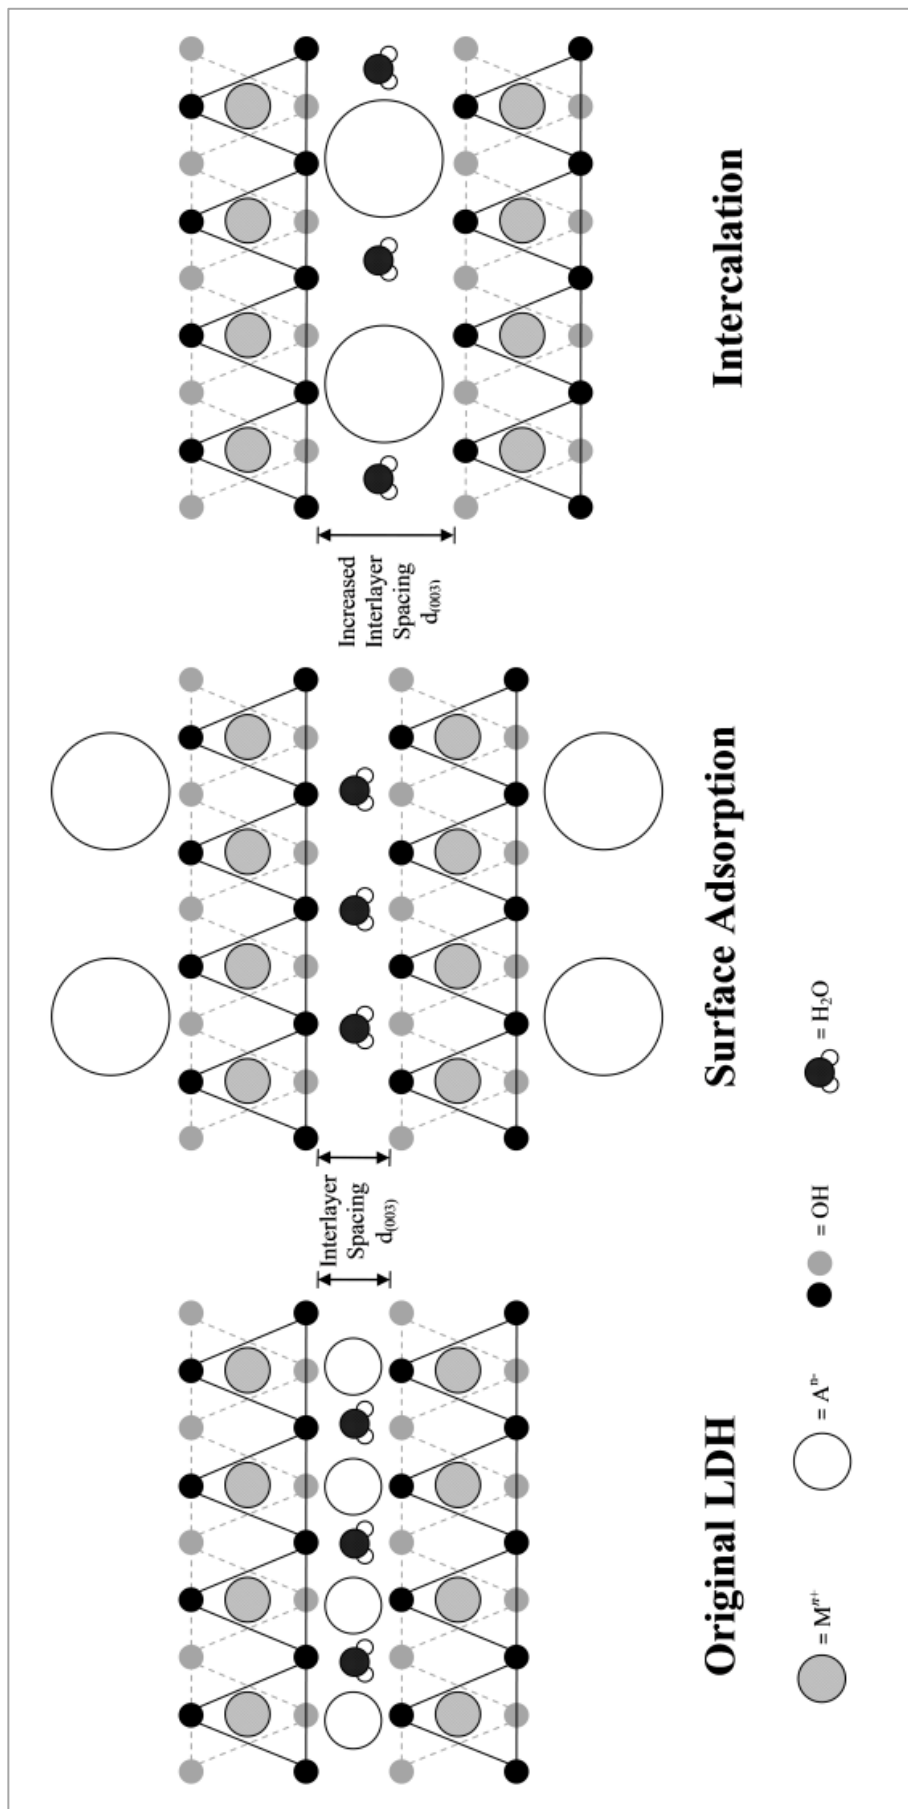 Interlayer
Spacing
d(003)
Increased
Interlayer
Spacing
d(003)
Original LDH
Surface Adsorption
Intercalation
= Mⁿ⁺
= Aⁿ⁻
= OH
= H₂O